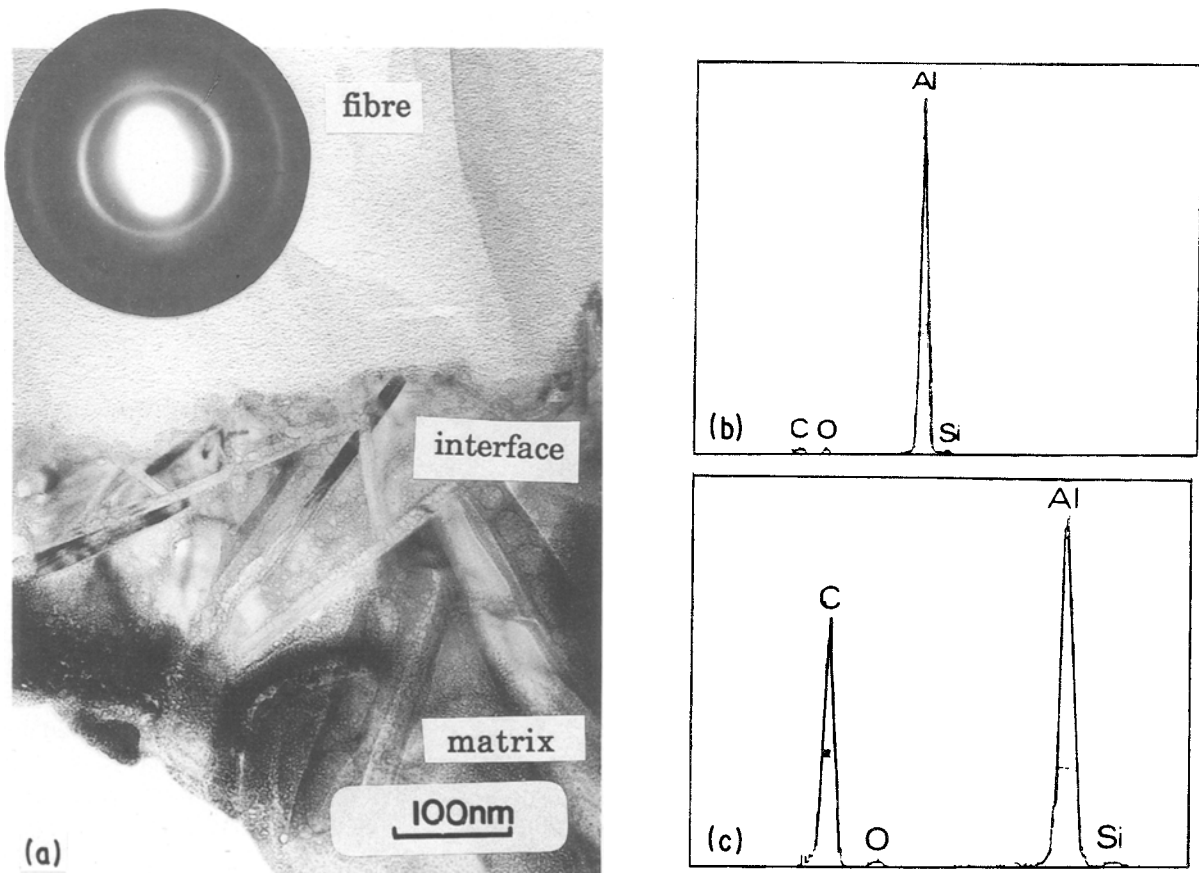 fibre
interface
matrix
100nm
(a)
Al
C O
Si
(b)
Al
C
O
Si
(c)